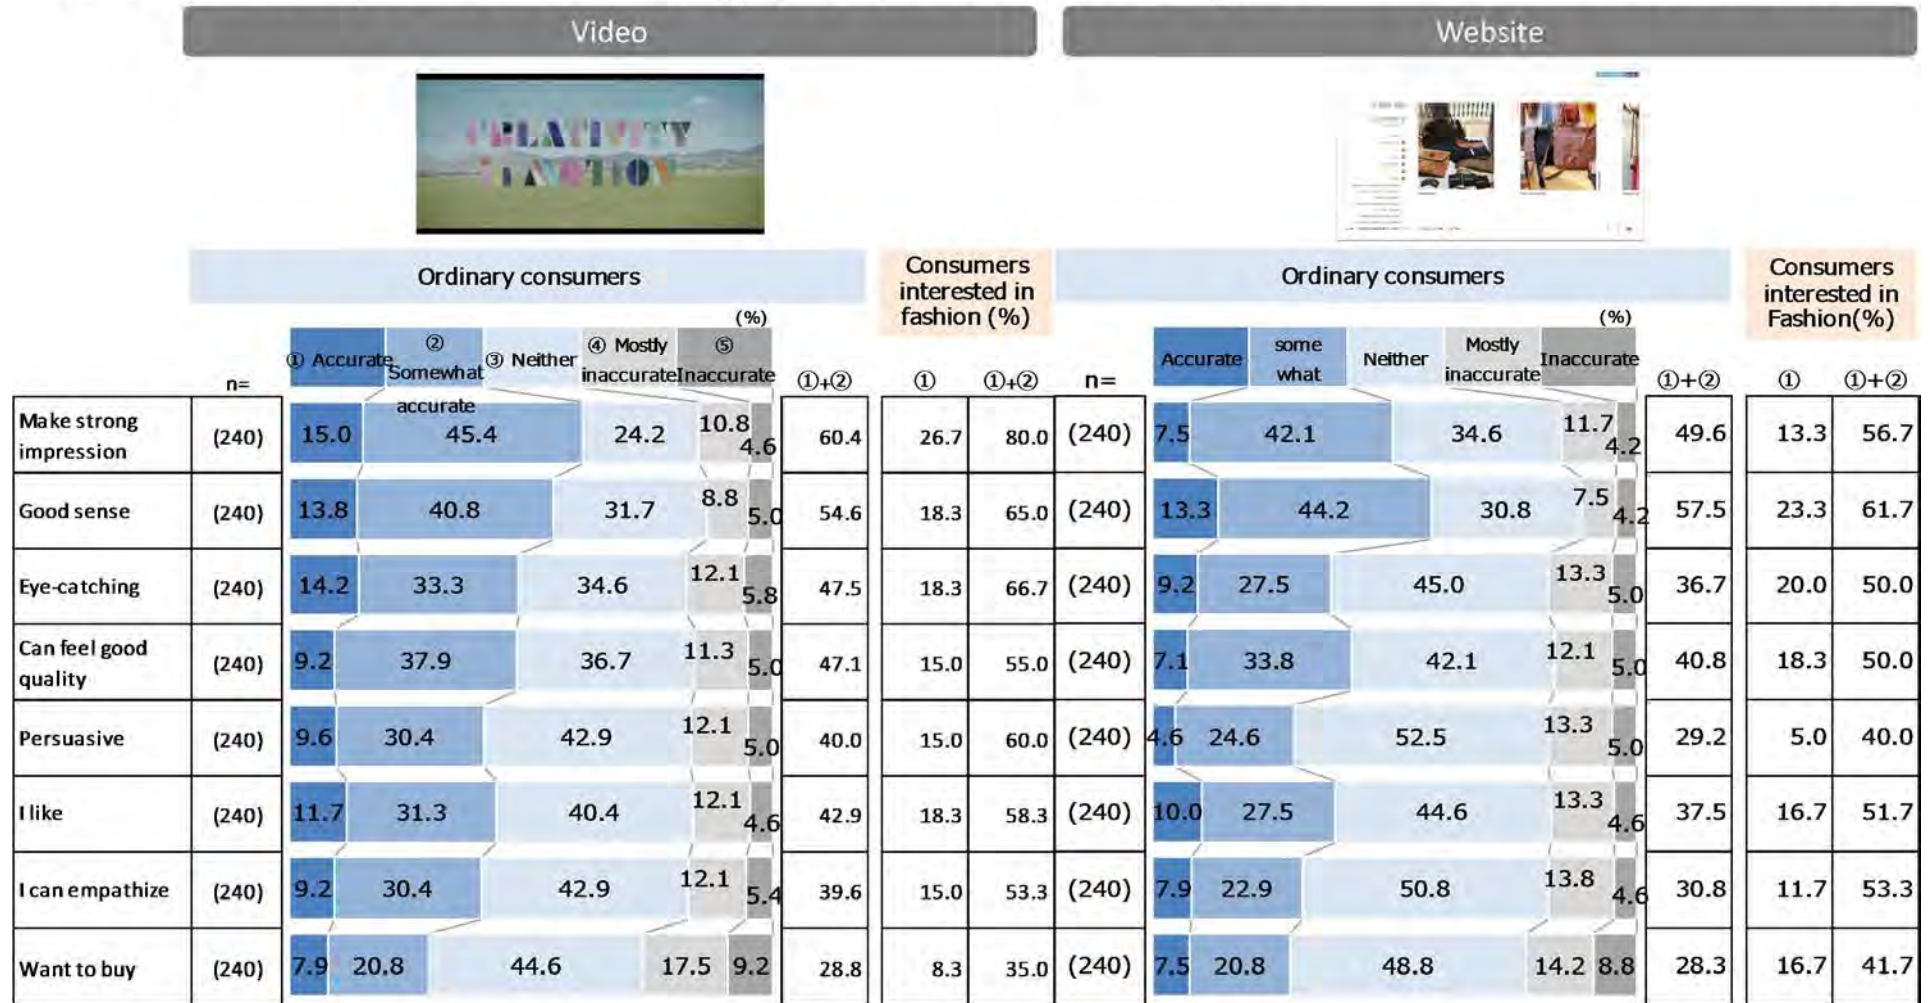 Video
Website
CRELATIVITY
in MOTION
Ordinary consumers
Consumers
interested in
fashion (%)
Ordinary consumers
Consumers
interested in
Fashion(%)
(%)
(%)
n=
① Accurate
②
Somewhat
accurate
③ Neither
④ Mostly
inaccurate
⑤
Inaccurate
①+②
①
①+②
n=
Accurate
some
what
Neither
Mostly
inaccurate
Inaccurate
①+②
①
①+②
Make strong
impression
(240) 15.0 45.4 24.2 10.8 4.6 60.4 26.7 80.0 (240) 7.5 42.1 34.6 11.7 4.2 49.6 13.3 56.7
Good sense (240) 13.8 40.8 31.7 8.8 5.0 54.6 18.3 65.0 (240) 13.3 44.2 30.8 7.5 4.2 57.5 23.3 61.7
Eye-catching (240) 14.2 33.3 34.6 12.1 5.8 47.5 18.3 66.7 (240) 9.2 27.5 45.0 13.3 5.0 36.7 20.0 50.0
Can feel good
quality
(240) 9.2 37.9 36.7 11.3 5.0 47.1 15.0 55.0 (240) 7.1 33.8 42.1 12.1 5.0 40.8 18.3 50.0
Persuasive (240) 9.6 30.4 42.9 12.1 5.0 40.0 15.0 60.0 (240) 4.6 24.6 52.5 13.3 5.0 29.2 5.0 40.0
I like (240) 11.7 31.3 40.4 12.1 4.6 42.9 18.3 58.3 (240) 10.0 27.5 44.6 13.3 4.6 37.5 16.7 51.7
I can empathize (240) 9.2 30.4 42.9 12.1 5.4 39.6 15.0 53.3 (240) 7.9 22.9 50.8 13.8 4.6 30.8 11.7 53.3
Want to buy (240) 7.9 20.8 44.6 17.5 9.2 28.8 8.3 35.0 (240) 7.5 20.8 48.8 14.2 8.8 28.3 16.7 41.7